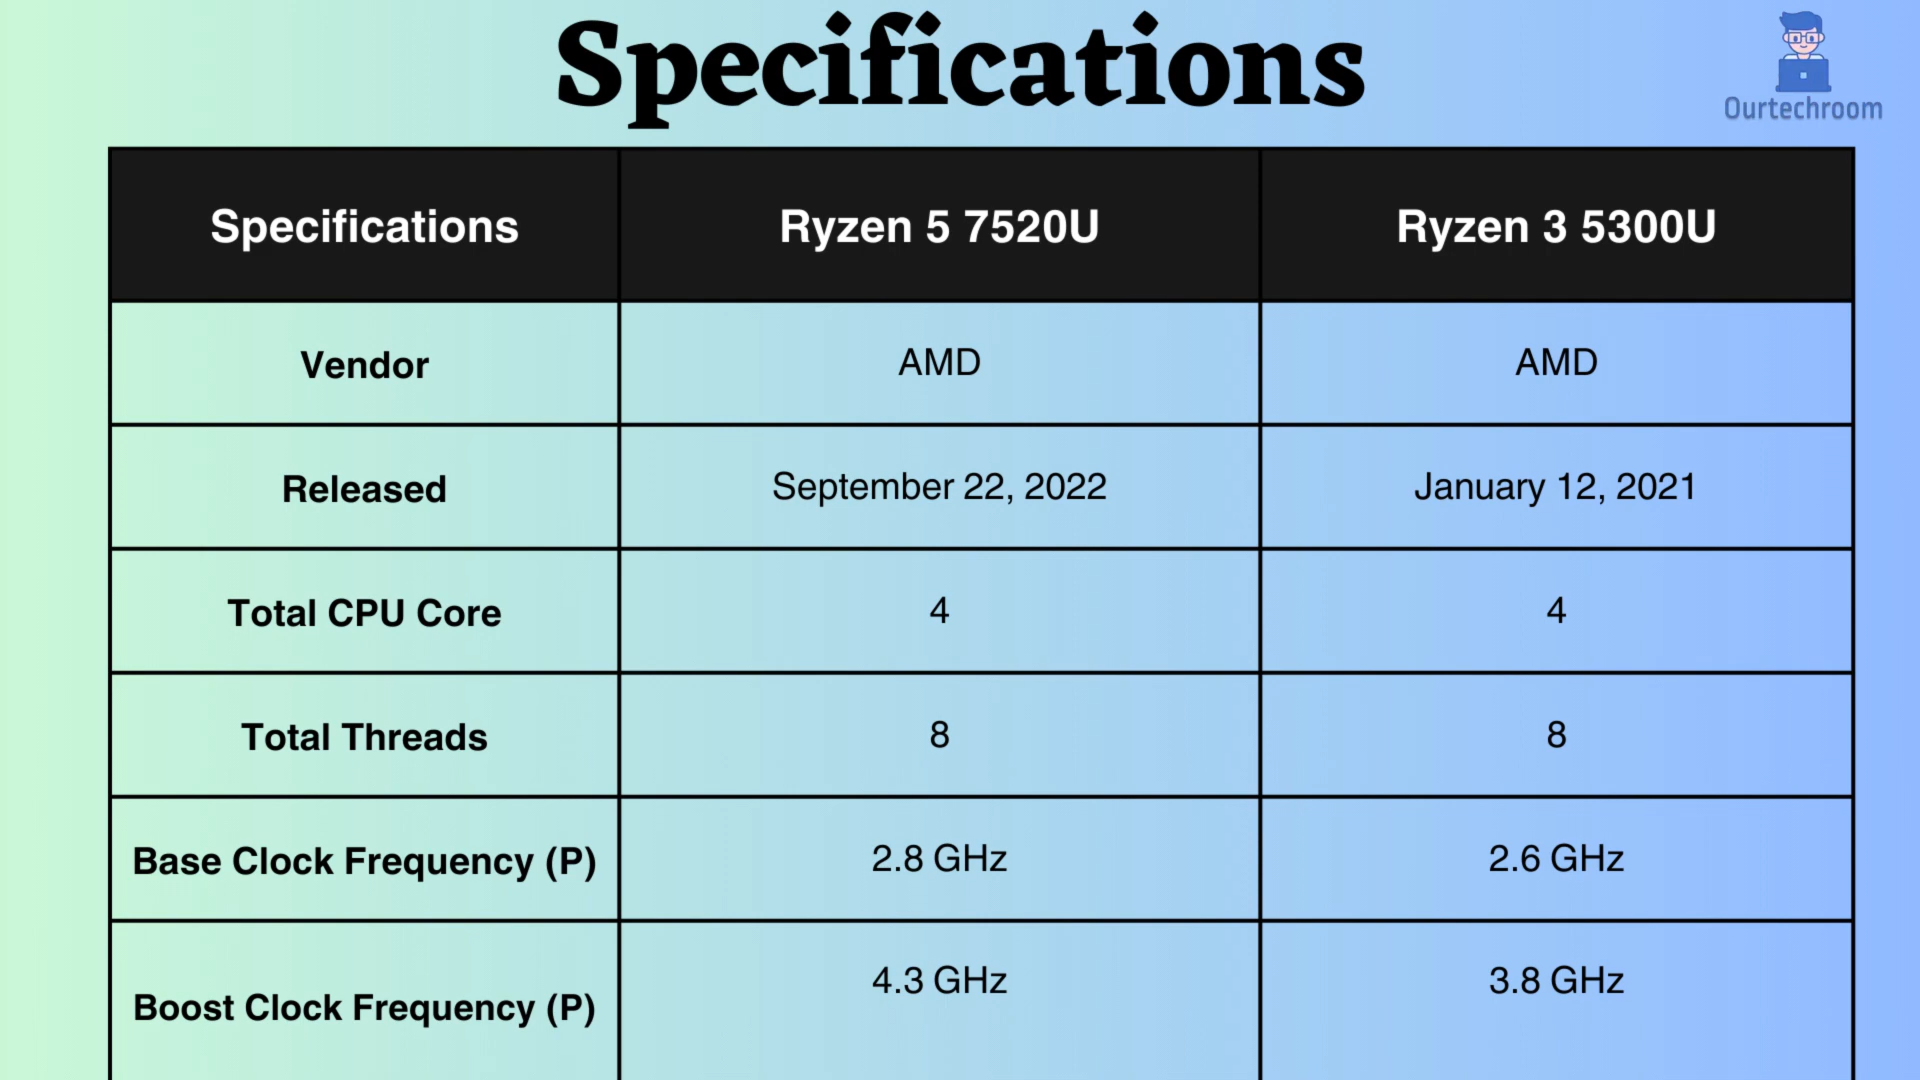 Specifications
Ourtechroom
Specifications Ryzen 5 7520U Ryzen 3 5300U
Vendor AMD AMD
Released September 22, 2022 January 12, 2021
Total CPU Core 4 4
Total Threads 8 8
Base Clock Frequency (P) 2.8 GHz 2.6 GHz
Boost Clock Frequency (P) 4.3 GHz 3.8 GHz